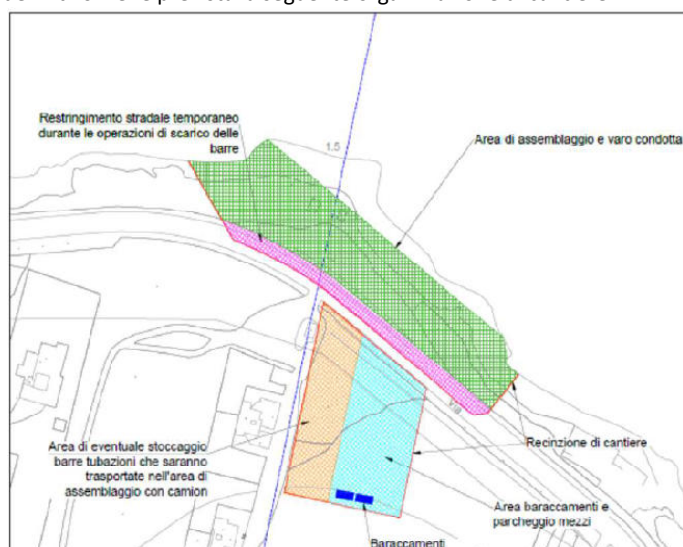 Restringimento stradale temporaneo
durante le operazioni di scarico delle
barre
1.5
Area di assemblaggio e varo condotta
Area di eventuale stoccaggio
barre tubazioni che saranno
trasportate nell'area di
assemblaggio con camion
Recinzione di cantiere
Area baraccamenti e
parcheggio mezzi
Baraccamenti